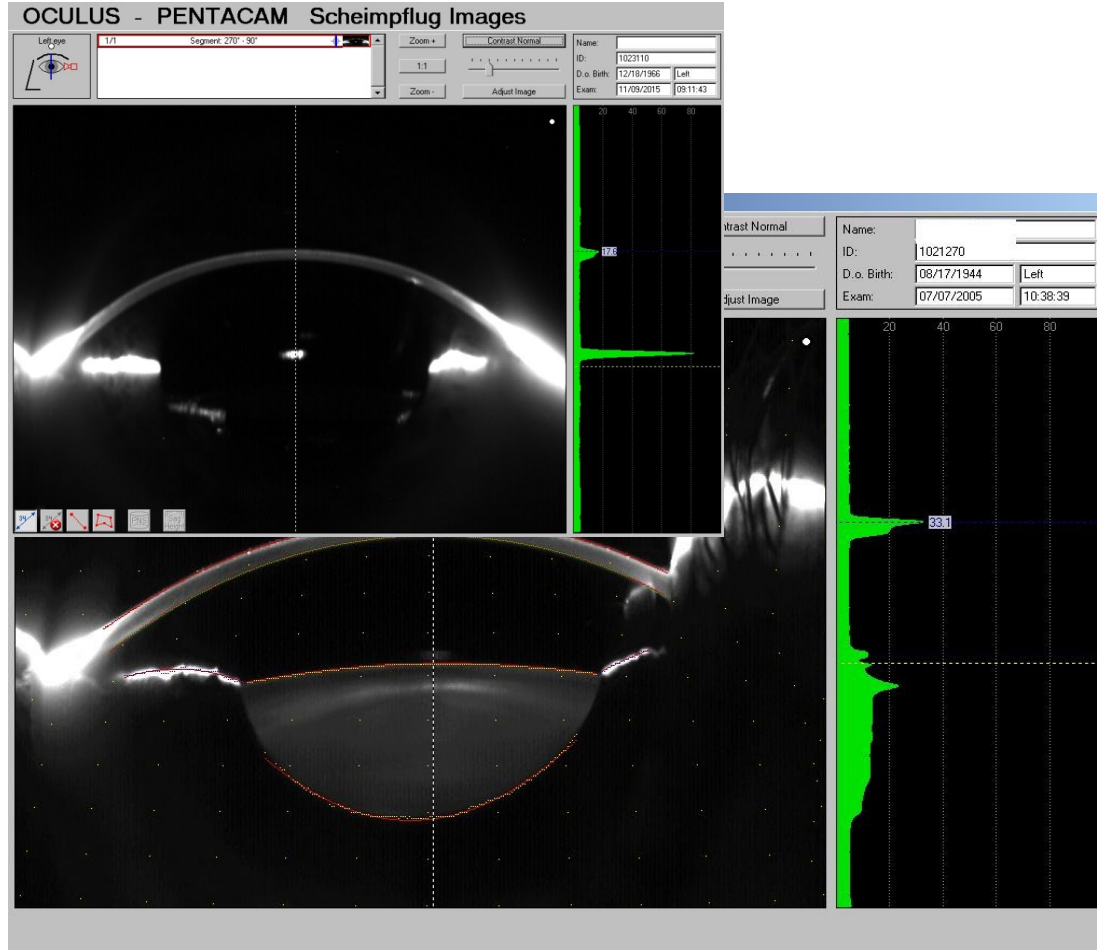 OCULUS - PENTACAM Scheimpflug Images
Left eye
1/1 Segment: 270° - 90°
Zoom +
1:1
Zoom -
Contrast Normal
Adjust Image
Name:
ID: 1023110
D.o. Birth: 12/18/1966 Left
Exam: 11/09/2015 09:11:43
20 40 60 80
17.6
ntrast Normal
djust Image
Name:
ID: 1021270
D.o. Birth: 08/17/1944 Left
Exam: 07/07/2005 10:38:39
20 40 60 80
33.1